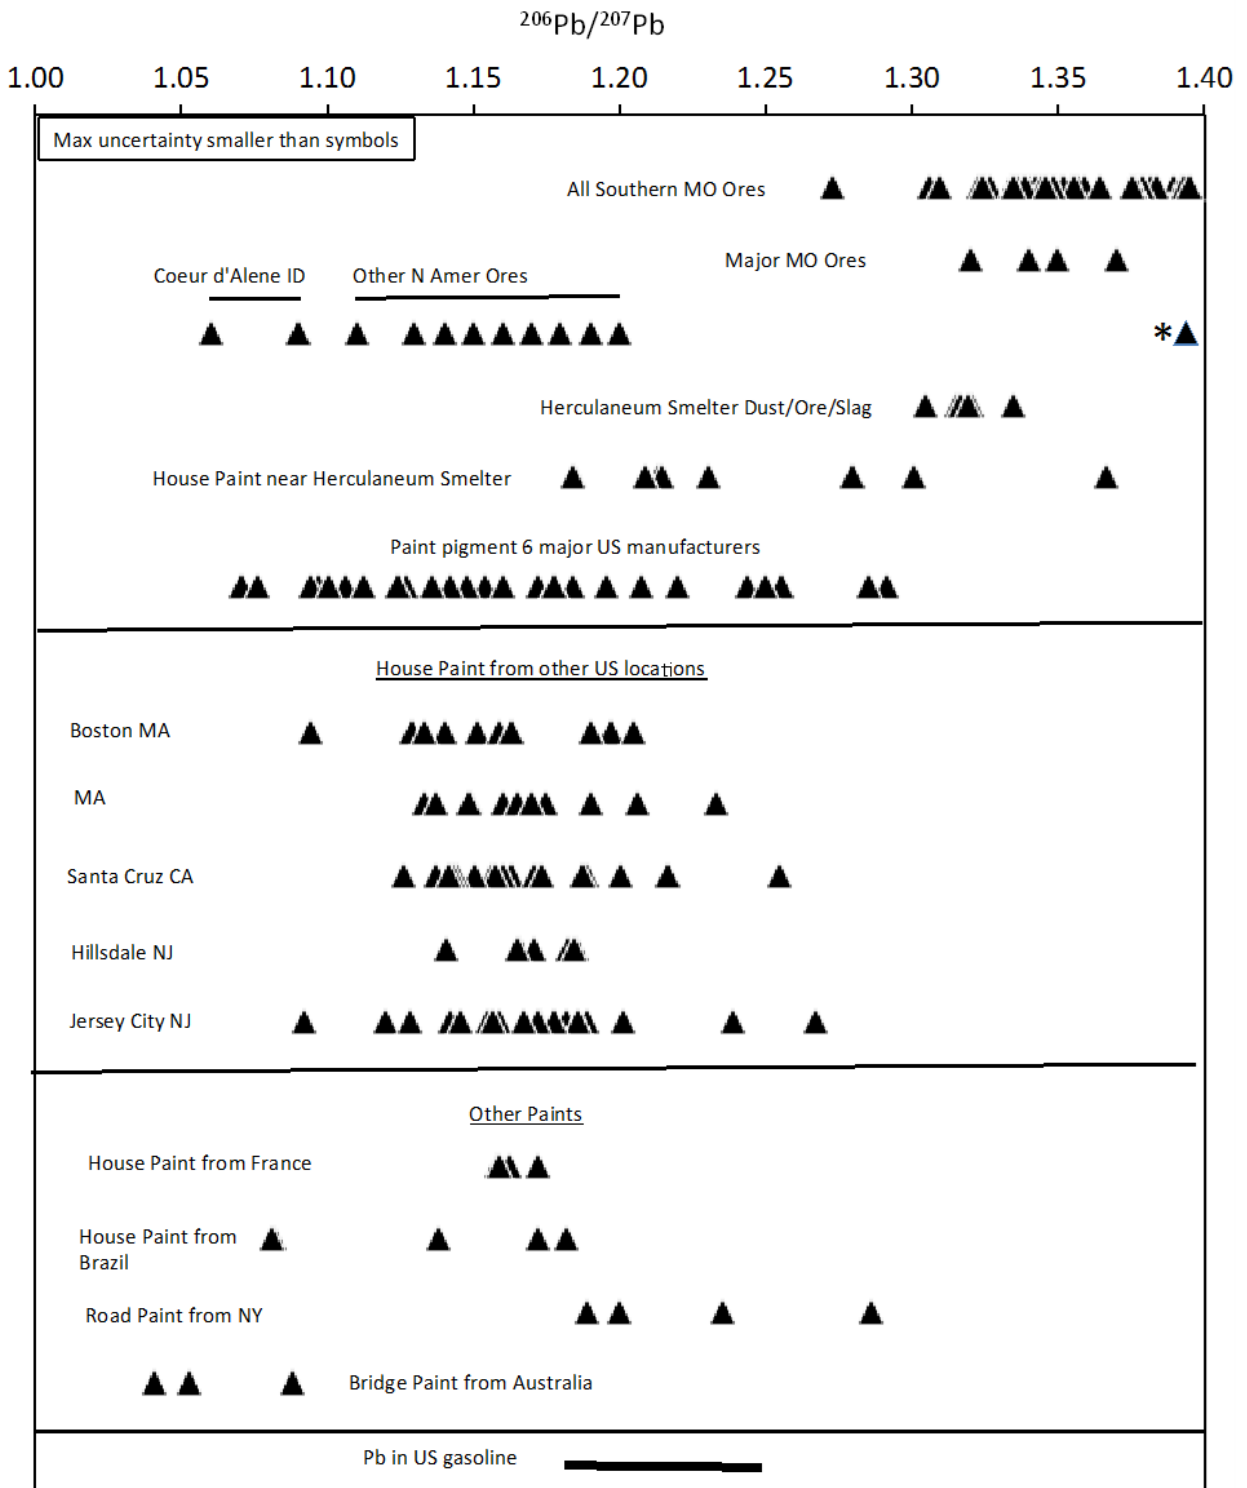 ²⁰⁶Pb/²⁰⁷Pb
1.00 1.05 1.10 1.15 1.20 1.25 1.30 1.35 1.40
Max uncertainty smaller than symbols
All Southern MO Ores
Major MO Ores
Coeur d'Alene ID Other N Amer Ores
*
Herculaneum Smelter Dust/Ore/Slag
House Paint near Herculaneum Smelter
Paint pigment 6 major US manufacturers
House Paint from other US locations
Boston MA
MA
Santa Cruz CA
Hillsdale NJ
Jersey City NJ
Other Paints
House Paint from France
House Paint from
Brazil
Road Paint from NY
Bridge Paint from Australia
Pb in US gasoline